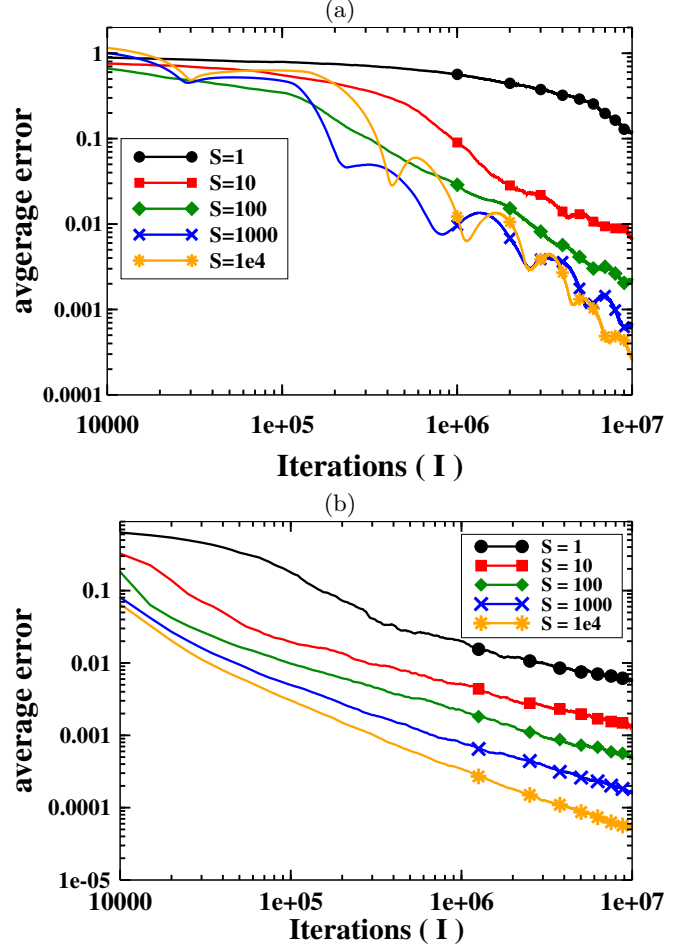 (a)
1
0.1
0.01
0.001
0.0001
avgerage error
S=1
S=10
S=100
S=1000
S=1e4
10000
1e+05
1e+06
1e+07
Iterations ( I )
(b)
0.1
0.01
0.001
0.0001
1e-05
average error
S = 1
S = 10
S = 100
S = 1000
S = 1e4
10000
1e+05
1e+06
1e+07
Iterations ( I )